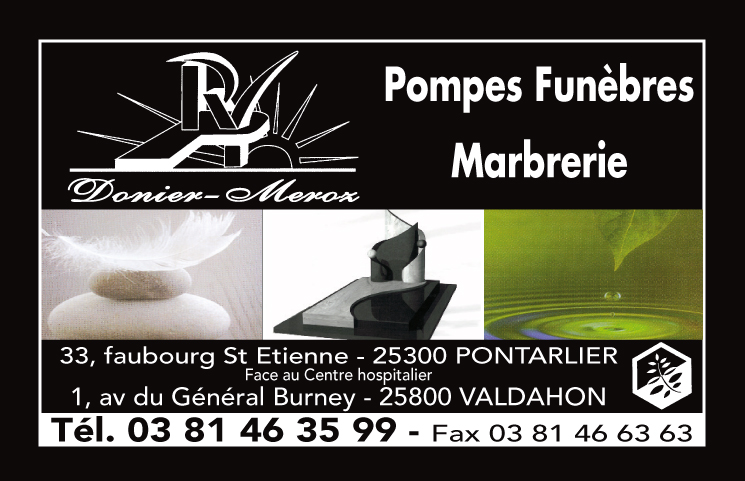 Pompes Funèbres
Marbrerie
RV
Donier-Meroz
33, faubourg St Etienne - 25300 PONTARLIER
Face au Centre hospitalier
1, av du Général Burney - 25800 VALDAHON
Tél. 03 81 46 35 99 - Fax 03 81 46 63 63